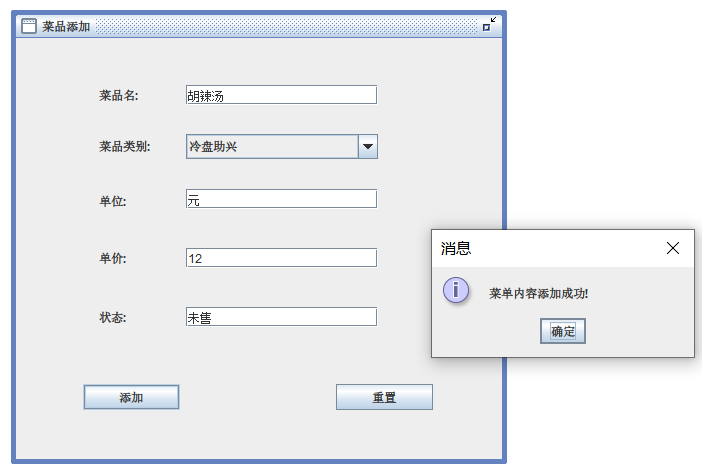 菜品添加
菜品名:
胡辣汤
菜品类别:
冷盘助兴
单位:
元
单价:
12
状态:
未售
添加
重置
消息
菜单内容添加成功!
确定